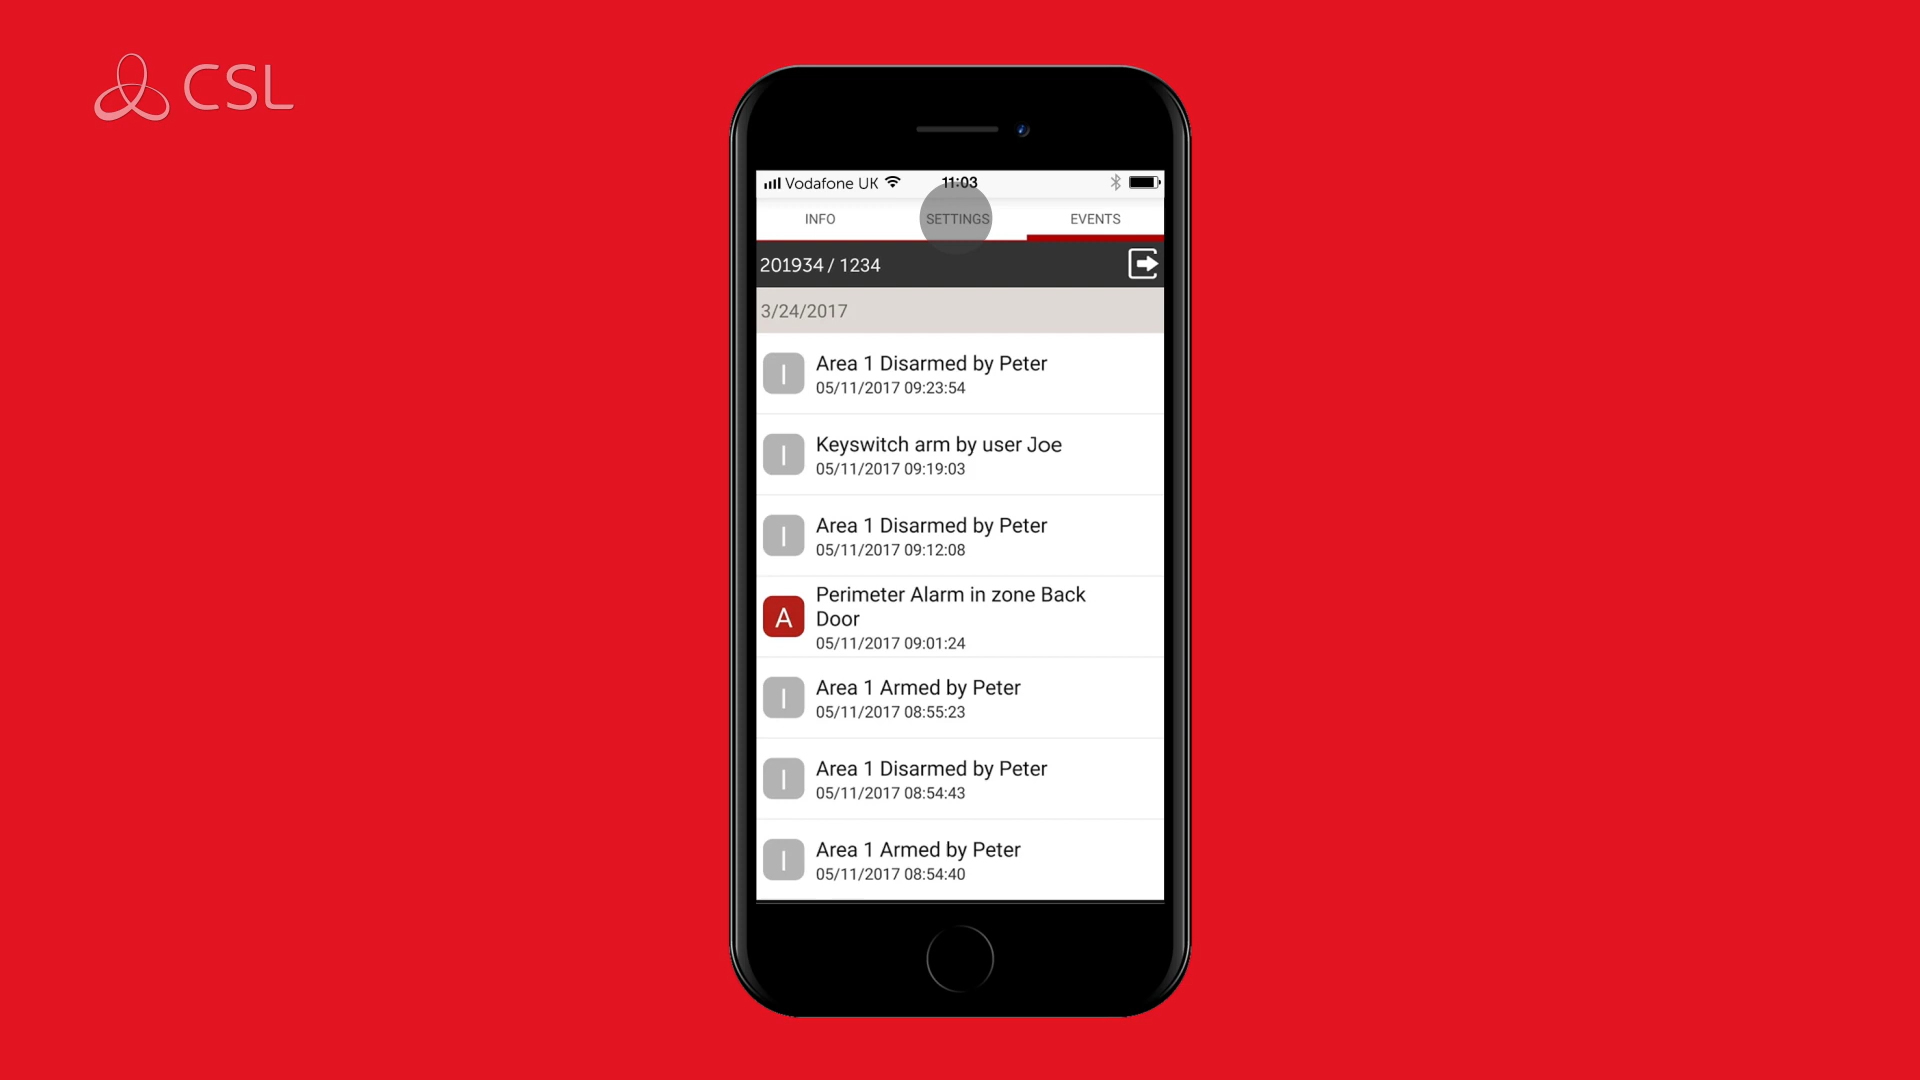 CSL
Vodafone UK
11:03
INFO
SETTINGS
EVENTS
201934 / 1234
3/24/2017
I
Area 1 Disarmed by Peter
05/11/2017 09:23:54
I
Keyswitch arm by user Joe
05/11/2017 09:19:03
I
Area 1 Disarmed by Peter
05/11/2017 09:12:08
A
Perimeter Alarm in zone Back
Door
05/11/2017 09:01:24
I
Area 1 Armed by Peter
05/11/2017 08:55:23
I
Area 1 Disarmed by Peter
05/11/2017 08:54:43
I
Area 1 Armed by Peter
05/11/2017 08:54:40